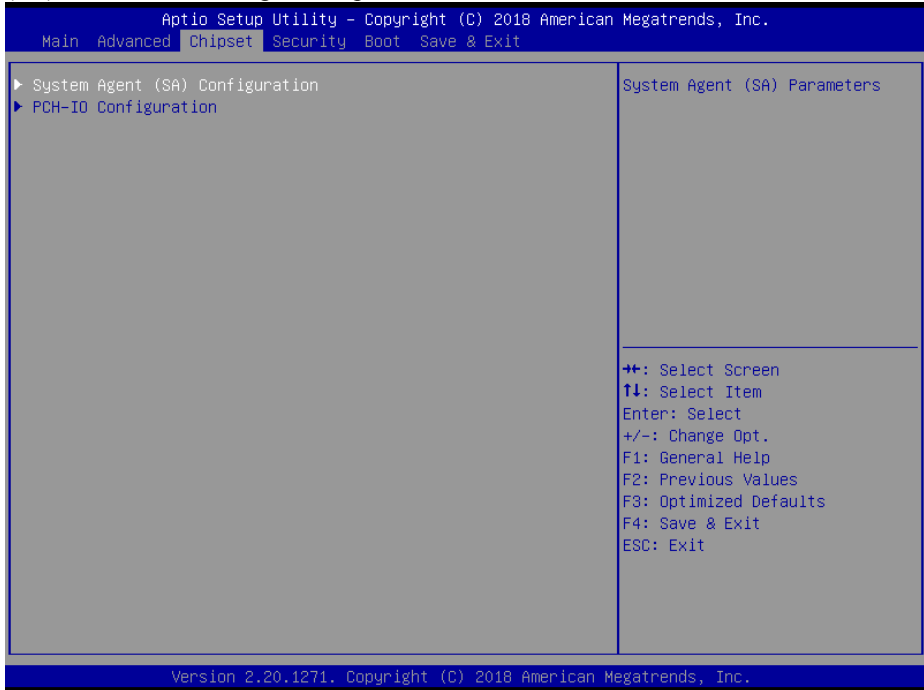 Aptio Setup Utility – Copyright (C) 2018 American Megatrends, Inc.
Main Advanced Chipset Security Boot Save & Exit
▶ System Agent (SA) Configuration
▶ PCH-IO Configuration
System Agent (SA) Parameters
→←: Select Screen
↑↓: Select Item
Enter: Select
+/-: Change Opt.
F1: General Help
F2: Previous Values
F3: Optimized Defaults
F4: Save & Exit
ESC: Exit
Version 2.20.1271. Copyright (C) 2018 American Megatrends, Inc.